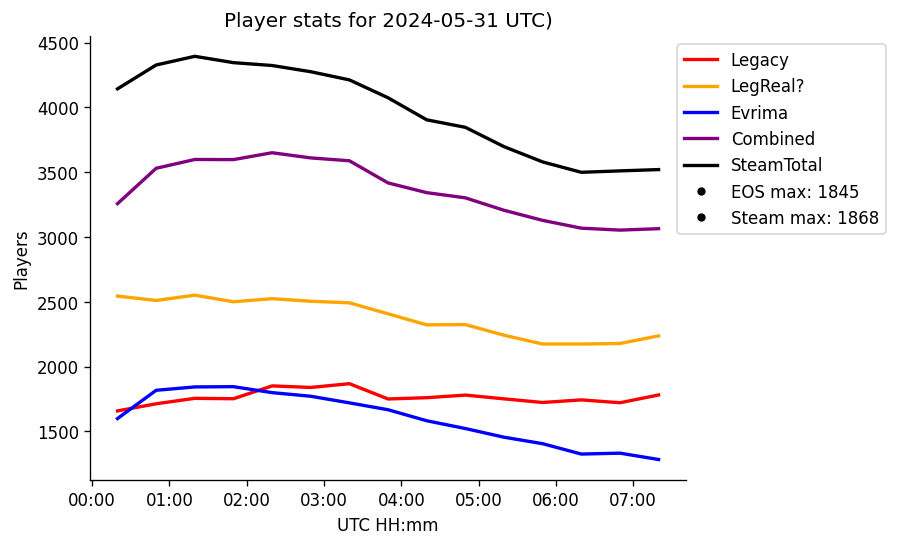 Player stats for 2024-05-31 UTC)
4500
4000
3500
3000
2500
2000
1500
Players
00:00 01:00 02:00 03:00 04:00 05:00 06:00 07:00
UTC HH:mm
Legacy
LegReal?
Evrima
Combined
SteamTotal
EOS max: 1845
Steam max: 1868